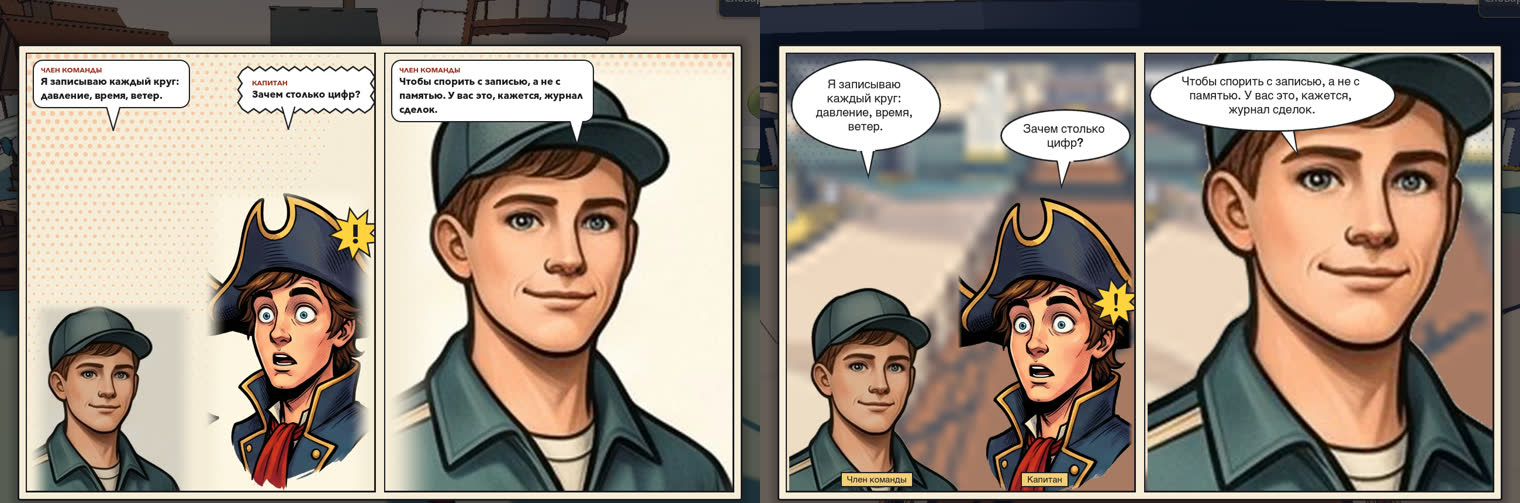 ЧЛЕН КОМАНДЫ
Я записываю каждый круг:
давление, время, ветер.
КАПИТАН
Зачем столько цифр?
!
ЧЛЕН КОМАНДЫ
Чтобы спорить с записью, а не с
памятью. У вас это, кажется, журнал
сделок.
Я записываю
каждый круг:
давление, время,
ветер.
Зачем столько
цифр?
!
Член команды
Капитан
Чтобы спорить с записью, а не с
памятью. У вас это, кажется,
журнал сделок.